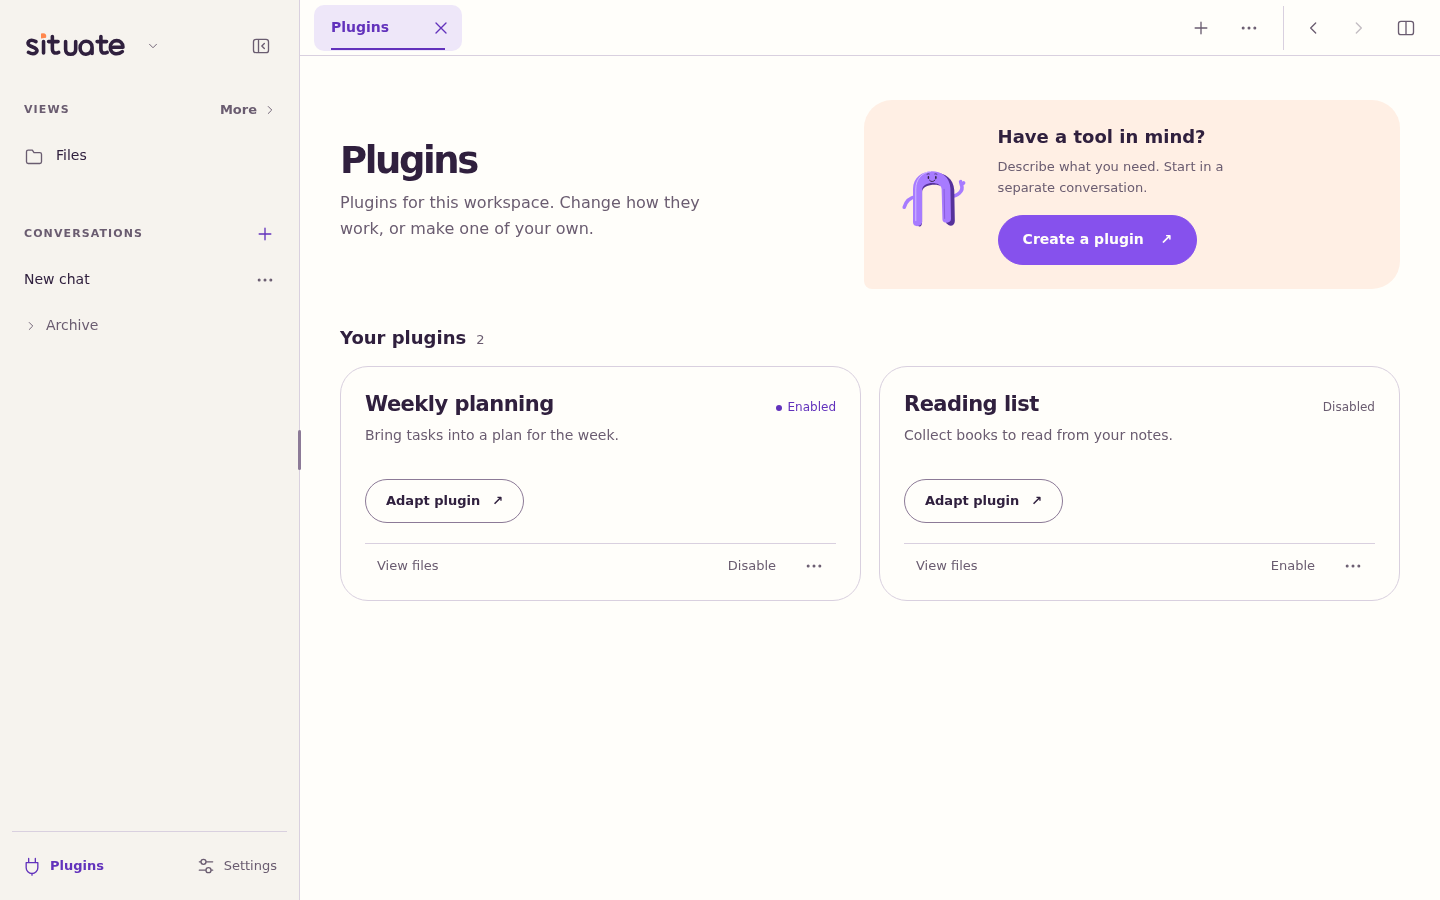 situate
VIEWS
More
Files
CONVERSATIONS
New chat
Archive
Plugins
Settings
Plugins
Plugins
Plugins for this workspace. Change how they
work, or make one of your own.
Have a tool in mind?
Describe what you need. Start in a
separate conversation.
Create a plugin ↗
Your plugins 2
Weekly planning
Enabled
Bring tasks into a plan for the week.
Adapt plugin ↗
View files
Disable
Reading list
Disabled
Collect books to read from your notes.
Adapt plugin ↗
View files
Enable